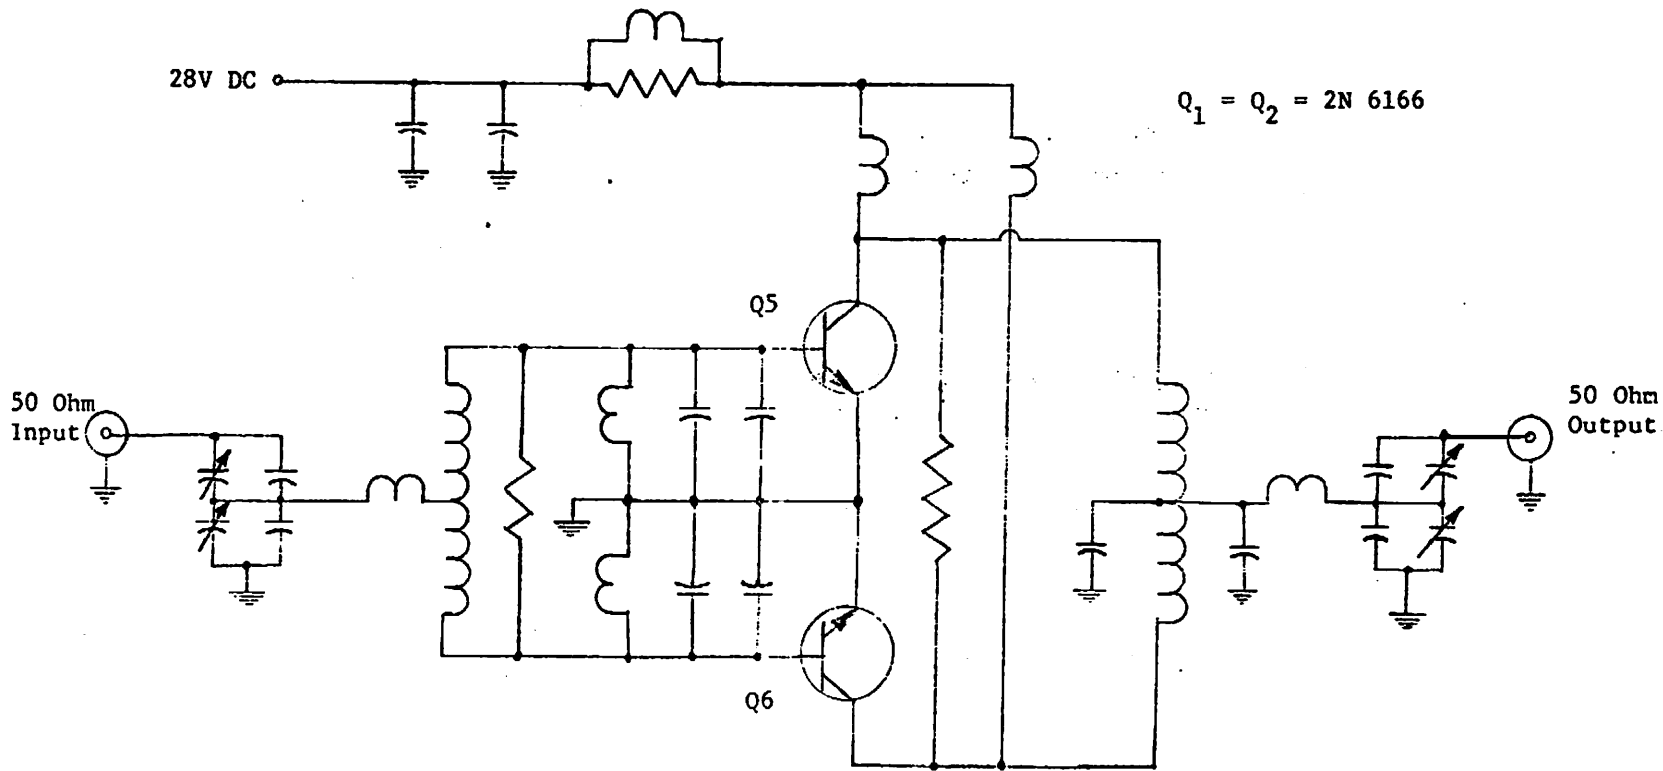 28V DC
Q1 = Q2 = 2N 6166
Q5
50 Ohm
Input
50 Ohm
Output
Q6